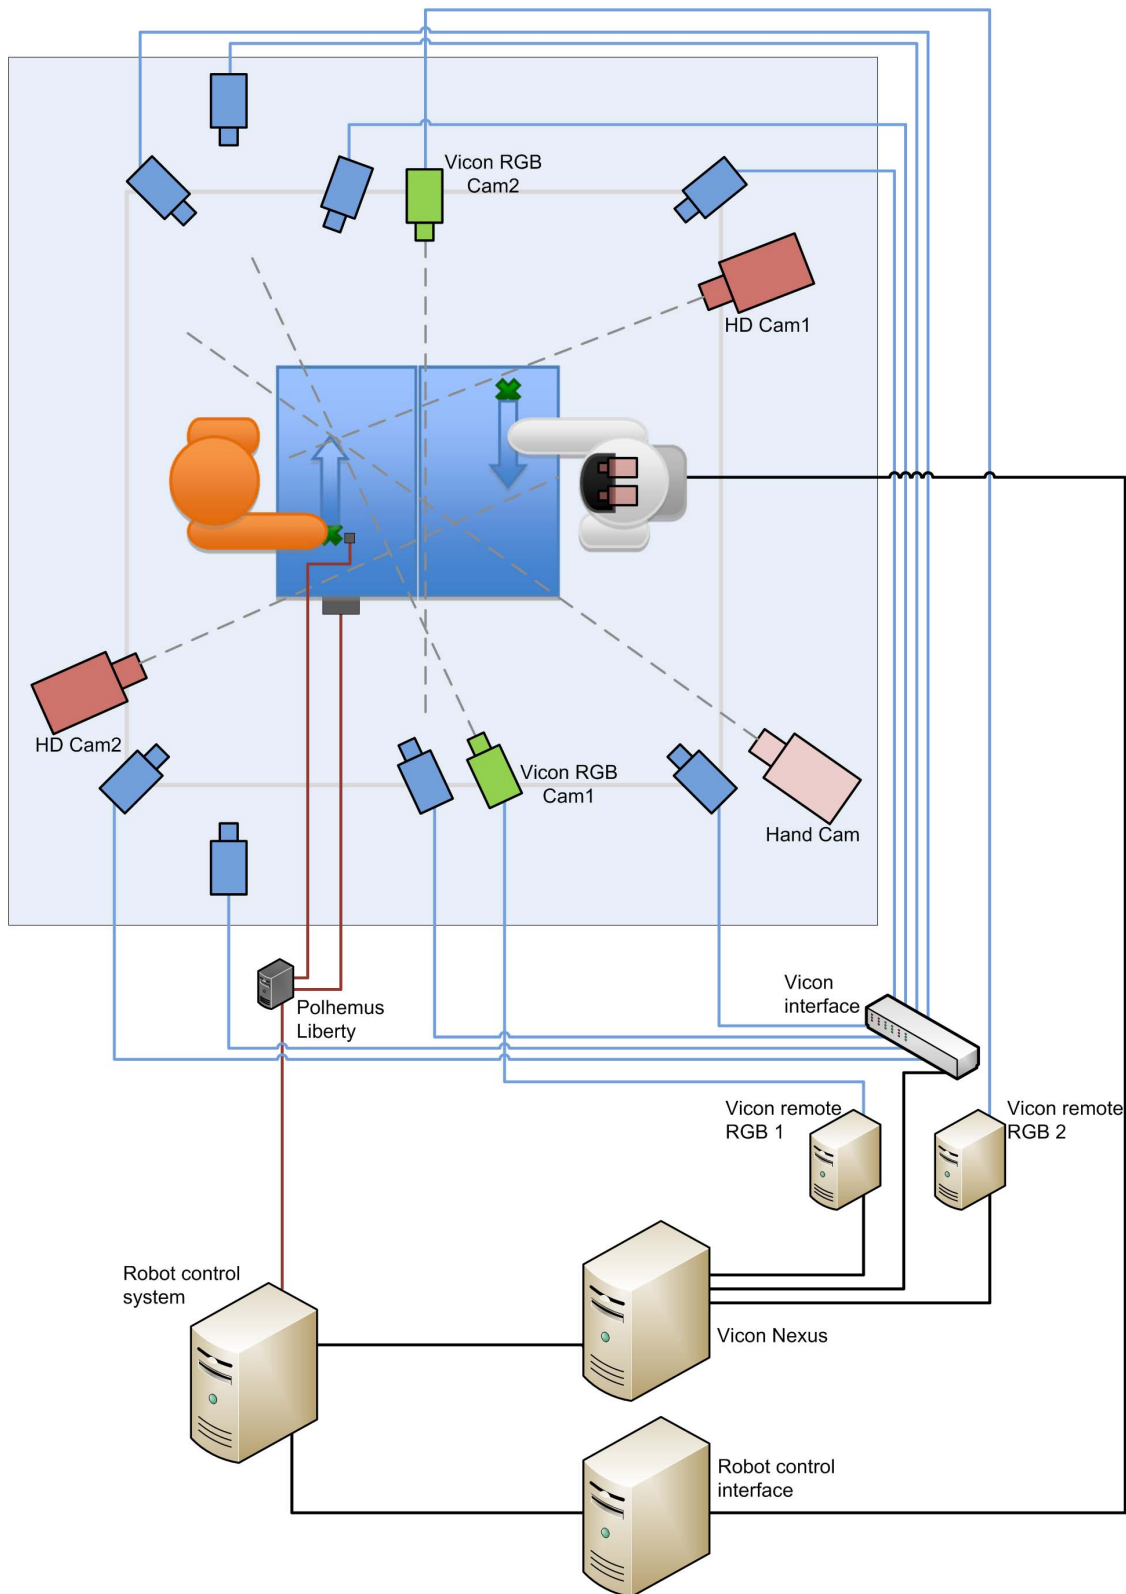 Vicon RGB
Cam2
HD Cam1
HD Cam2
Vicon RGB
Cam1
Hand Cam
Polhemus
Liberty
Vicon
interface
Vicon remote
RGB 1
Vicon remote
RGB 2
Robot control
system
Vicon Nexus
Robot control
interface